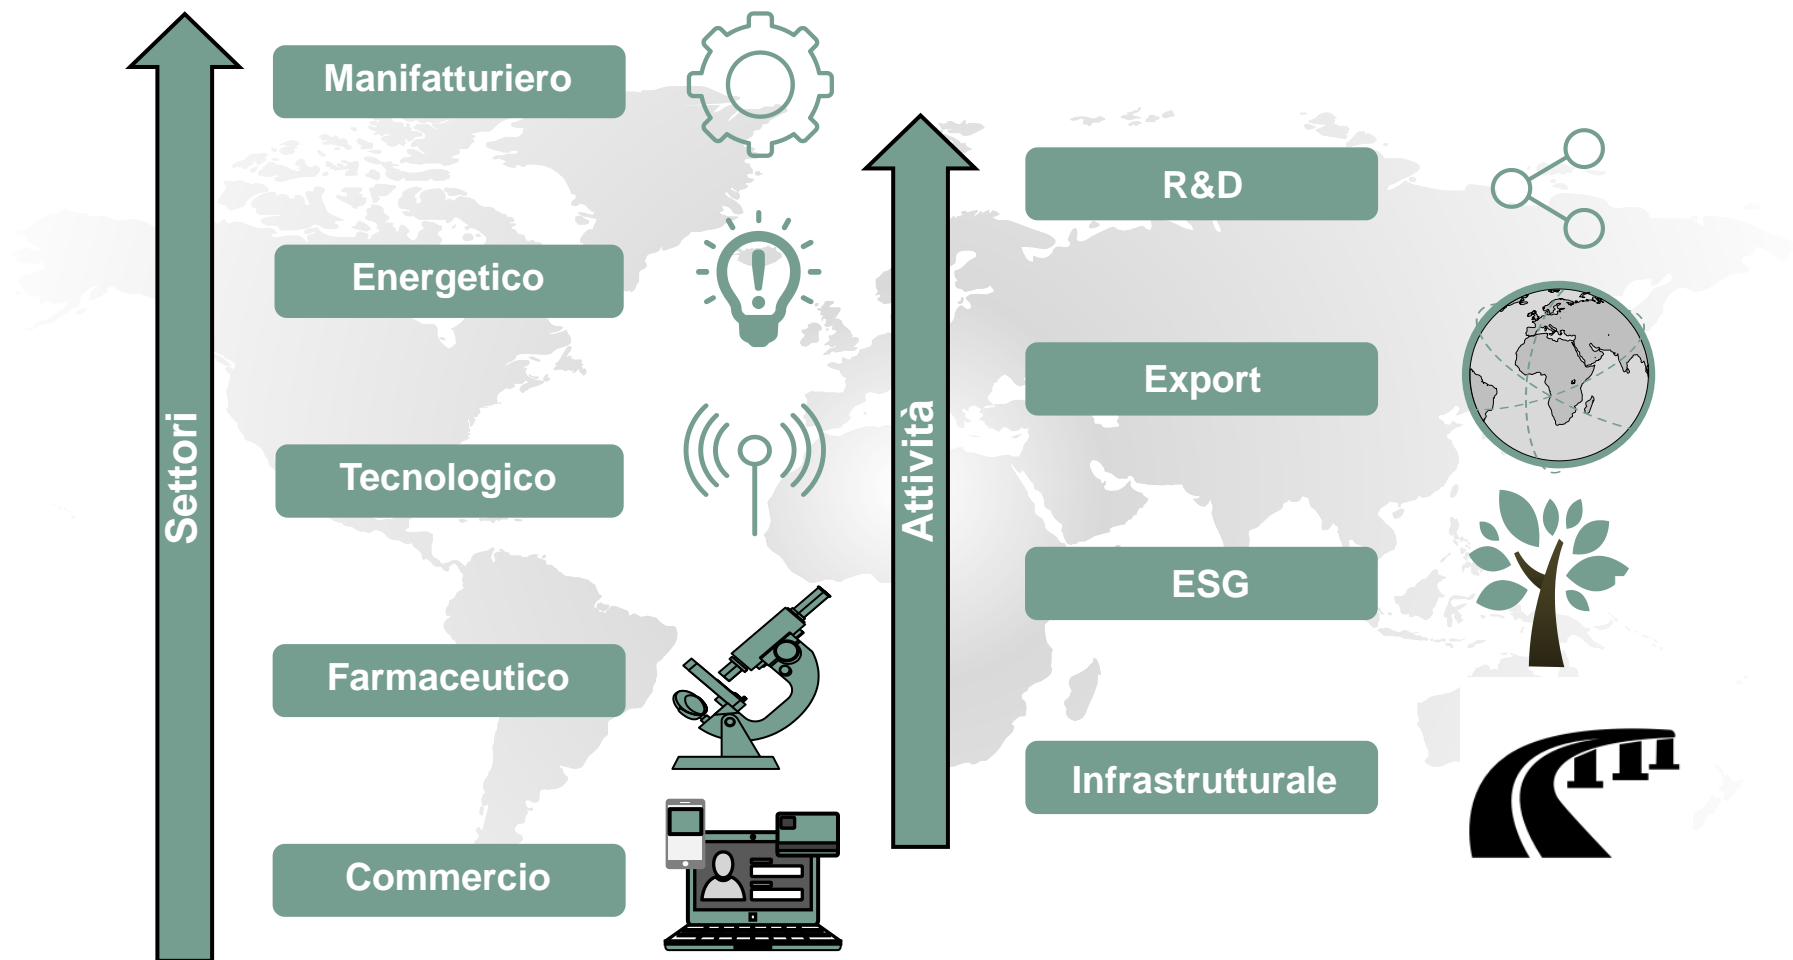 Settori
Manifatturiero
Energetico
Tecnologico
Farmaceutico
Commercio
Attività
R&D
Export
ESG
Infrastrutturale